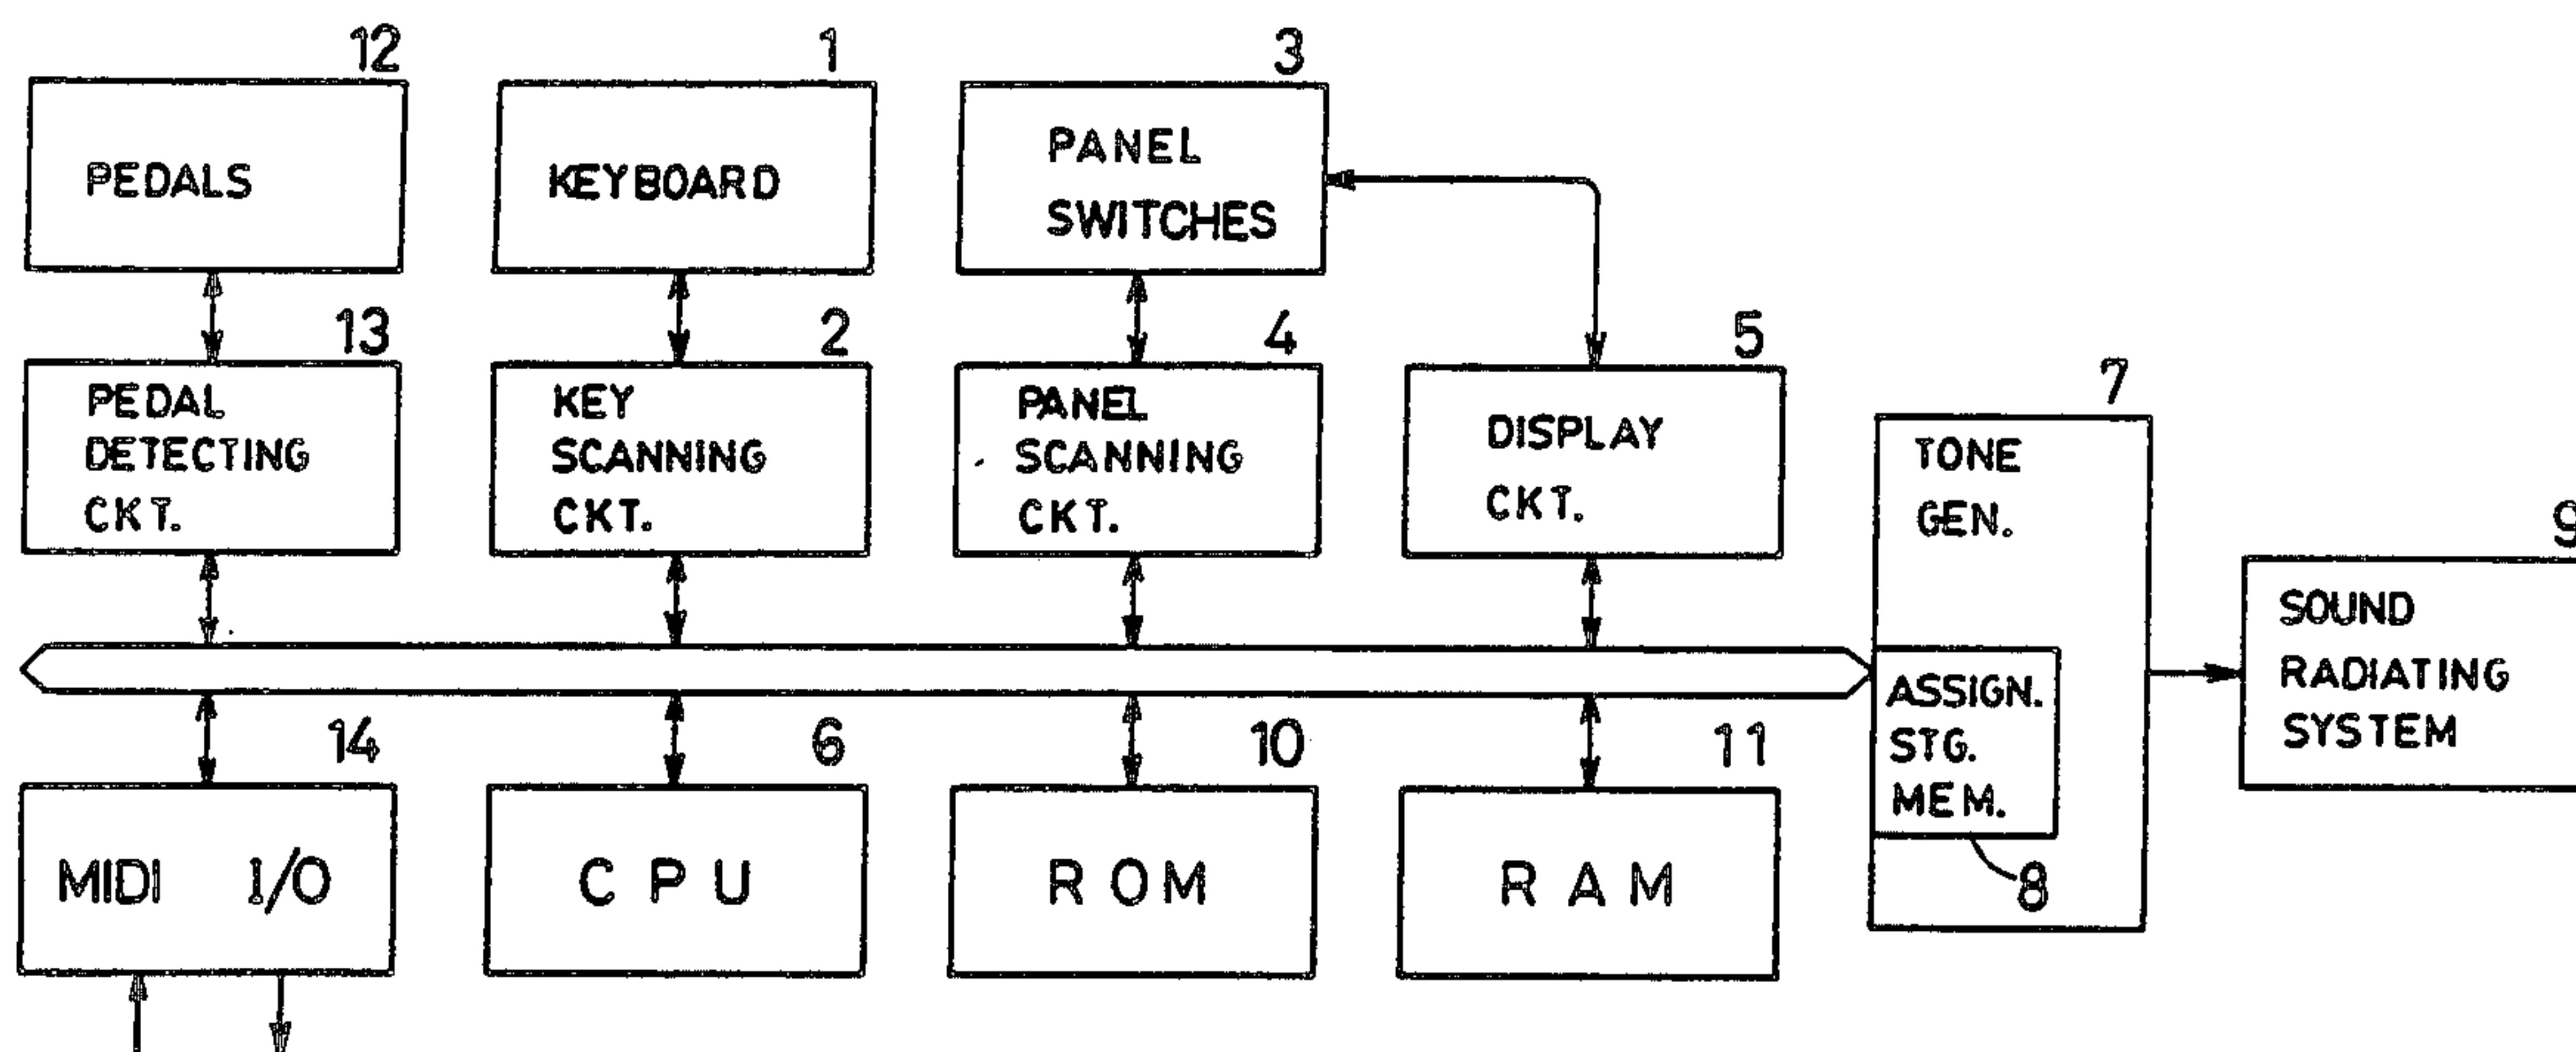 12
PEDALS
1
KEYBOARD
3
PANEL
SWITCHES
13
PEDAL
DETECTING
CKT.
2
KEY
SCANNING
CKT.
4
PANEL
SCANNING
CKT.
5
DISPLAY
CKT.
7
TONE
GEN.
ASSIGN.
STG.
MEM.
8
9
SOUND
RADIATING
SYSTEM
14
MIDI I/O
6
CPU
10
ROM
11
RAM